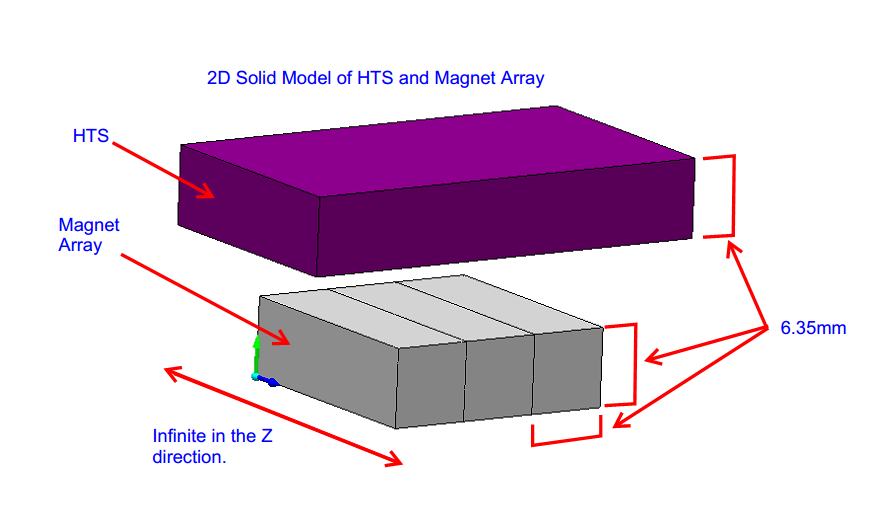 2D Solid Model of HTS and Magnet Array
HTS
Magnet
Array
6.35mm
Infinite in the Z
direction.